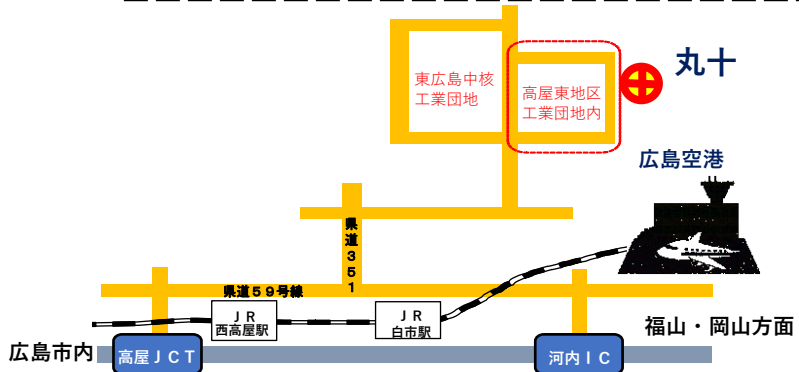 丸十
東広島中核
工業団地
高屋東地区
工業団地内
広島空港
県道351
県道59号線
ＪＲ
西高屋駅
ＪＲ
白市駅
福山・岡山方面
広島市内
高屋ＪＣＴ
河内ＩＣ